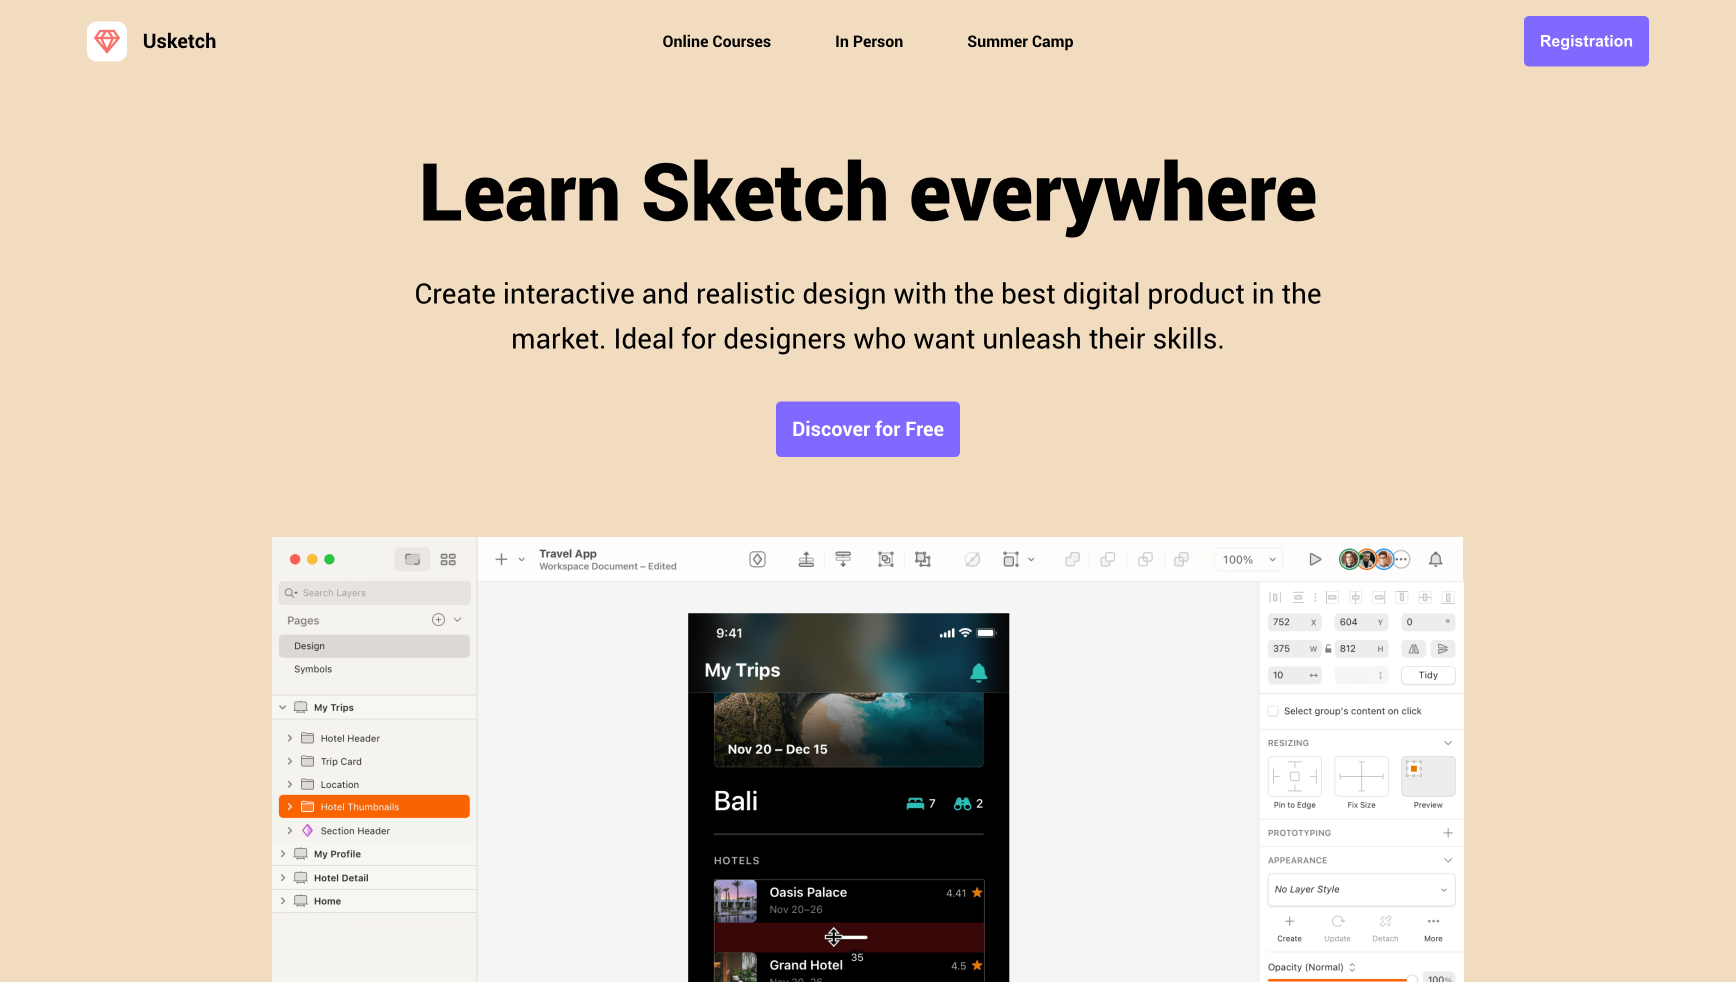 Usketch
Online Courses
In Person
Summer Camp
Registration
Learn Sketch everywhere
Create interactive and realistic design with the best digital product in the
market. Ideal for designers who want unleash their skills.
Discover for Free
Travel App
Workspace Document – Edited
100%
Search Layers
Pages
Design
Symbols
My Trips
Hotel Header
Trip Card
Location
Hotel Thumbnails
Section Header
My Profile
Hotel Detail
Home
9:41
My Trips
Nov 20 – Dec 15
Bali
7
2
HOTELS
Oasis Palace
4.41
Nov 20–26
35
Grand Hotel
4.5
Nov 20–26
752 X
604 Y
0 °
375 W
812 H
10
Tidy
Select group's content on click
RESIZING
Pin to Edge
Fix Size
Preview
PROTOTYPING
APPEARANCE
No Layer Style
Create
Update
Detach
More
Opacity (Normal)
100%